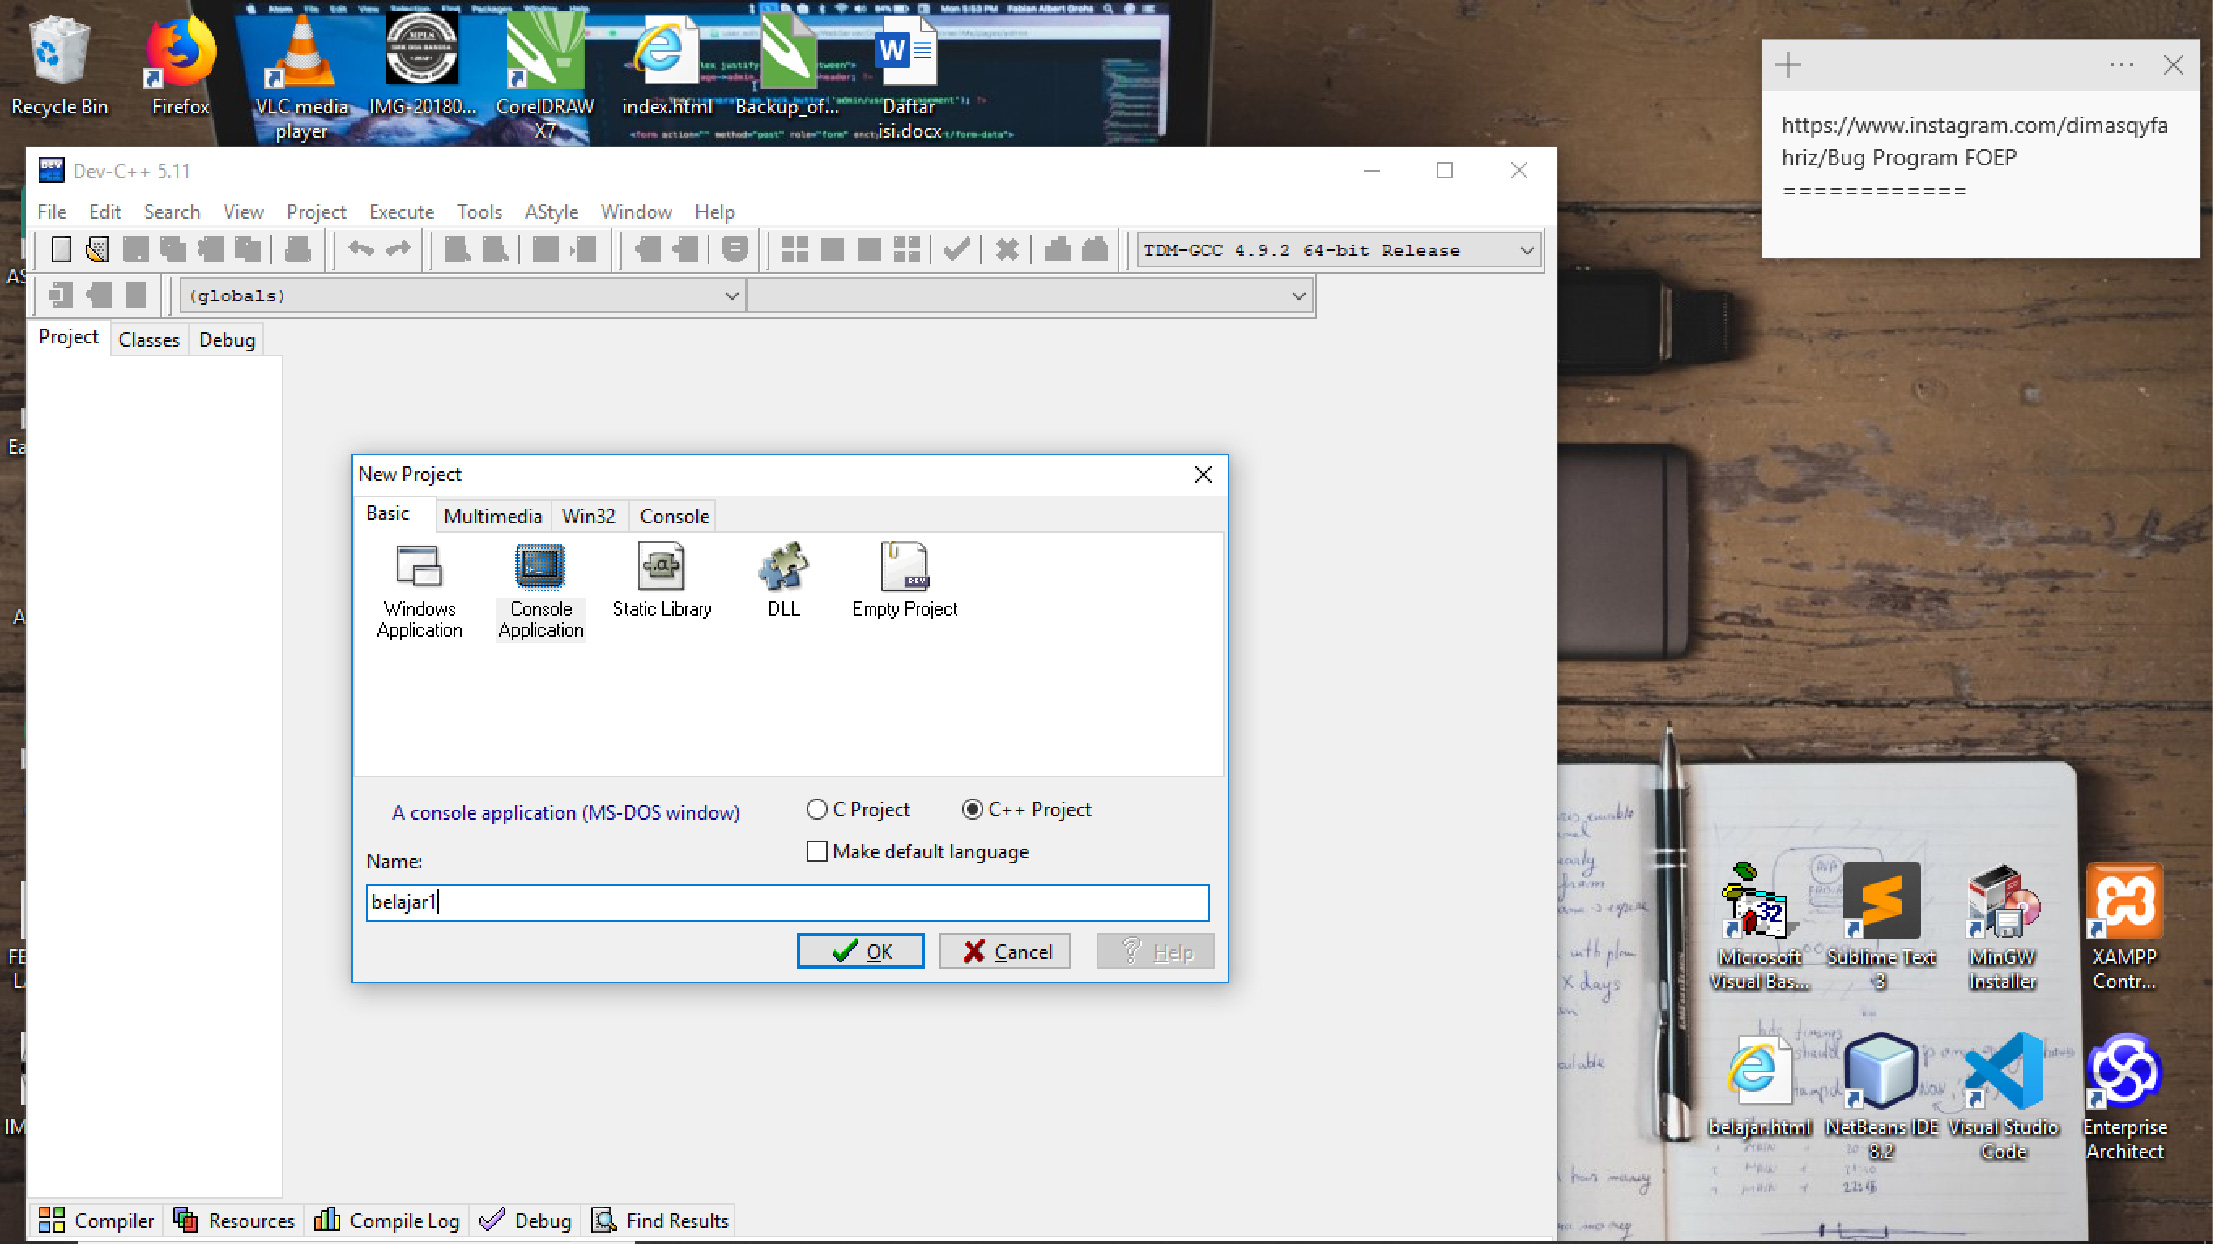 Recycle Bin
Firefox
VLC media
player
IMG-20180...
CorelDRAW
X7
index.html
Backup_of...
Daftar
isi.docx
https://www.instagram.com/dimasqyfa
hriz/Bug Program FOEP
============
Dev-C++ 5.11
File Edit Search View Project Execute Tools AStyle Window Help
TDM-GCC 4.9.2 64-bit Release
(globals)
Project Classes Debug
New Project
Basic Multimedia Win32 Console
Windows
Application
Console
Application
Static Library
DLL
Empty Project
A console application (MS-DOS window)
C Project C++ Project
Make default language
Name:
belajar1
OK Cancel Help
Microsoft
Visual Bas...
Sublime Text
3
MinGW
Installer
XAMPP
Contr...
belajar.html
NetBeans IDE
8.2
Visual Studio
Code
Enterprise
Architect
Compiler Resources Compile Log Debug Find Results